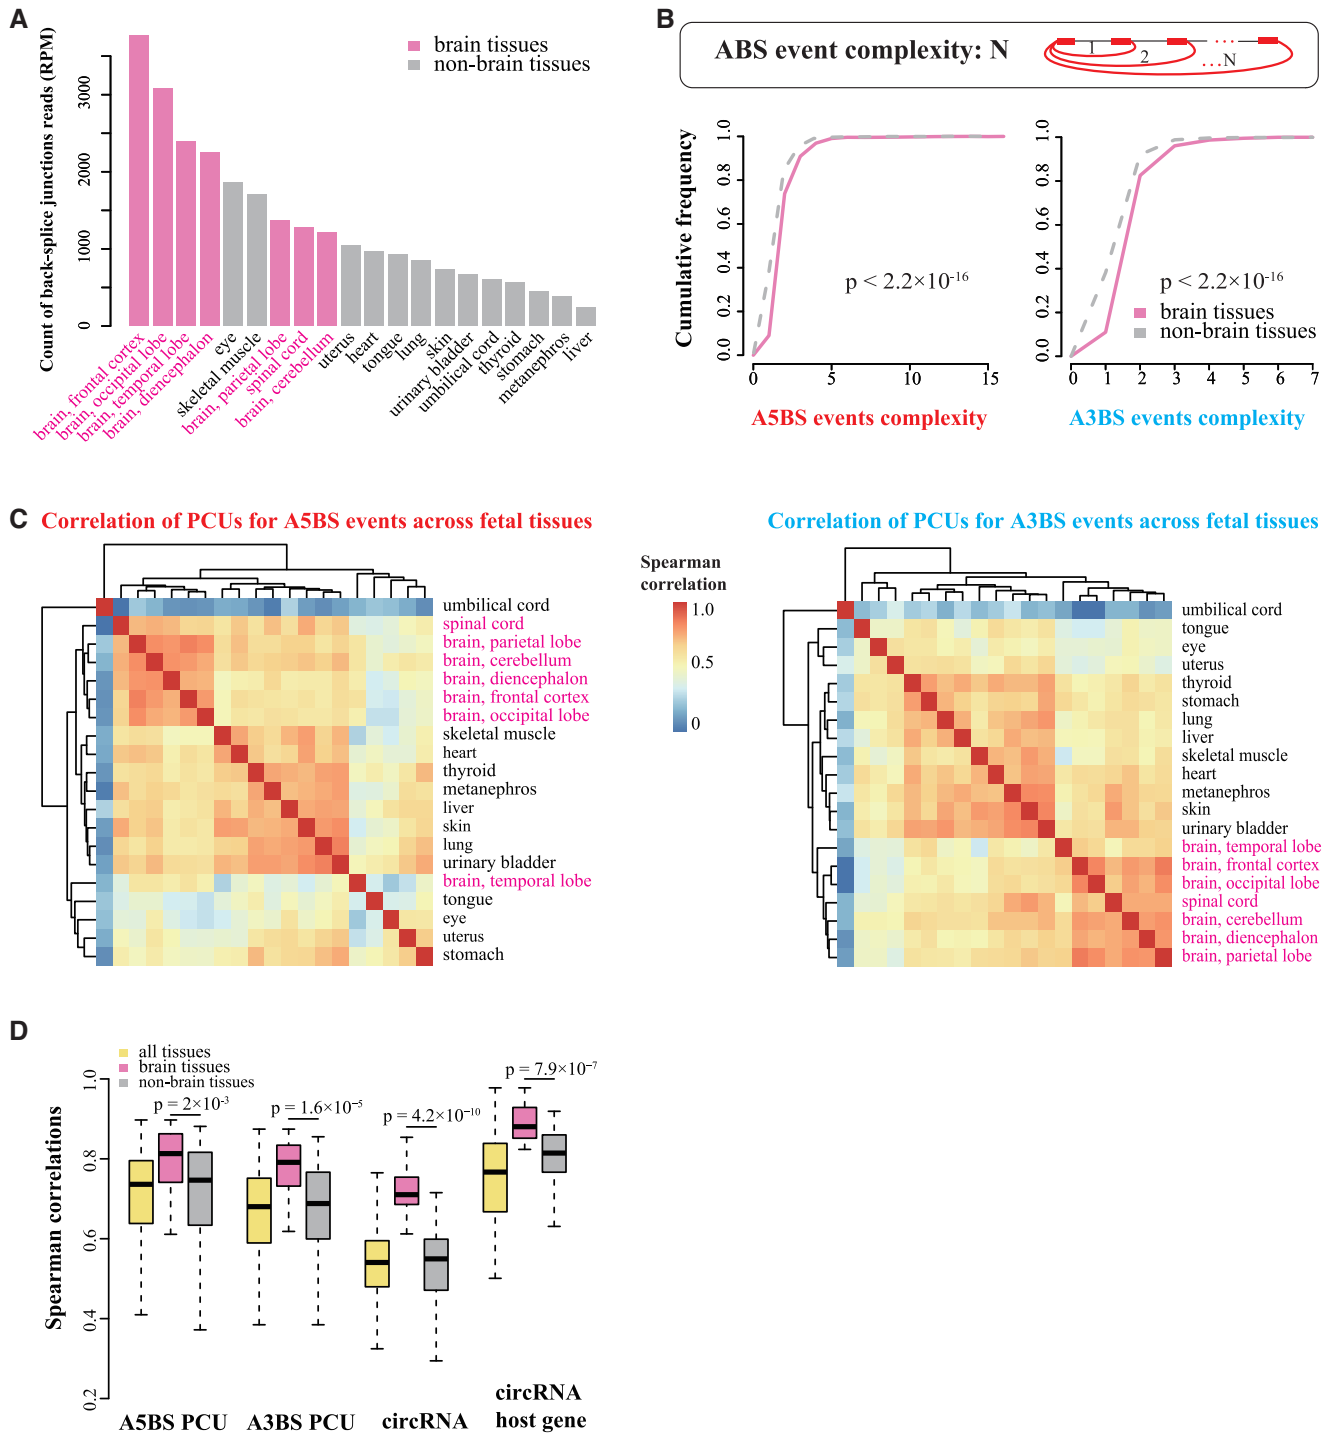 A
Count of back-splice junctions reads (RPM)
0
1000
2000
3000
brain tissues
non-brain tissues
brain, frontal cortex
brain, occipital lobe
brain, temporal lobe
brain, diencephalon
eye
skeletal muscle
brain, parietal lobe
spinal cord
brain, cerebellum
uterus
heart
tongue
lung
skin
urinary bladder
umbilical cord
thyroid
stomach
metanephros
liver
B
ABS event complexity: N
1
2
...N
...
Cumulative frequency
0.0
0.2
0.4
0.6
0.8
1.0
p < 2.2×10-16
0
5
10
15
A5BS events complexity
0.0
0.2
0.4
0.6
0.8
1.0
p < 2.2×10-16
brain tissues
non-brain tissues
0
1
2
3
4
5
6
7
A3BS events complexity
C
Correlation of PCUs for A5BS events across fetal tissues
umbilical cord
spinal cord
brain, parietal lobe
brain, cerebellum
brain, diencephalon
brain, frontal cortex
brain, occipital lobe
skeletal muscle
heart
thyroid
metanephros
liver
skin
lung
urinary bladder
brain, temporal lobe
tongue
eye
uterus
stomach
Spearman
correlation
1.0
0.5
0
Correlation of PCUs for A3BS events across fetal tissues
umbilical cord
tongue
eye
uterus
thyroid
stomach
lung
liver
skeletal muscle
heart
metanephros
skin
urinary bladder
brain, temporal lobe
brain, frontal cortex
brain, occipital lobe
spinal cord
brain, cerebellum
brain, diencephalon
brain, parietal lobe
D
all tissues
brain tissues
non-brain tissues
Spearman correlations
0.2
0.4
0.6
0.8
1.0
p = 2×10-3
p = 1.6×10-5
p = 4.2×10-10
p = 7.9×10-7
A5BS PCU
A3BS PCU
circRNA
circRNA
host gene